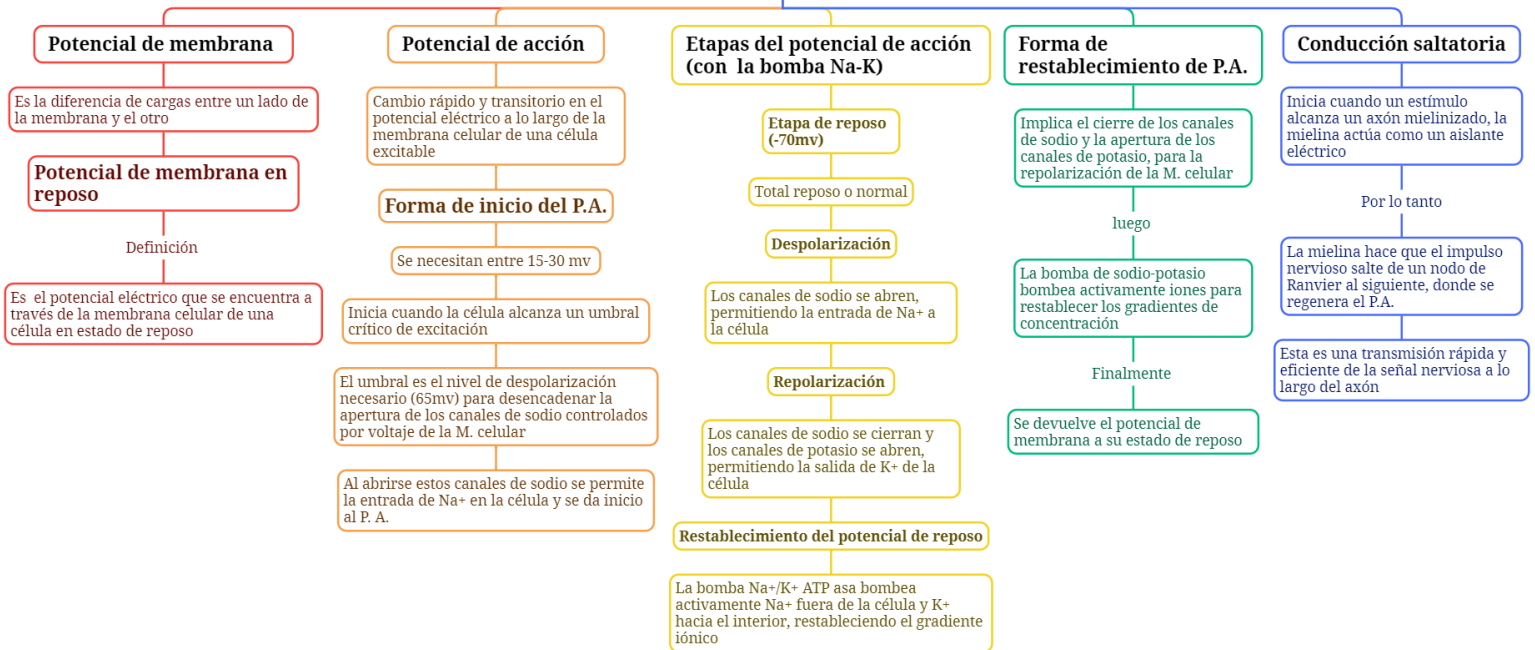 Potencial de membrana
Es la diferencia de cargas entre un lado de
la membrana y el otro
Potencial de membrana en
reposo
Definición
Es  el potencial eléctrico que se encuentra a
través de la membrana celular de una
célula en estado de reposo
Potencial de acción
Cambio rápido y transitorio en el
potencial eléctrico a lo largo de la
membrana celular de una célula
excitable
Forma de inicio del P.A.
Se necesitan entre 15-30 mv
Inicia cuando la célula alcanza un umbral
crítico de excitación
El umbral es el nivel de despolarización
necesario (65mv) para desencadenar la
apertura de los canales de sodio controlados
por voltaje de la M. celular
Al abrirse estos canales de sodio se permite
la entrada de Na+ en la célula y se da inicio
al P. A.
Etapas del potencial de acción
(con  la bomba Na-K)
Etapa de reposo
(-70mv)
Total reposo o normal
Despolarización
Los canales de sodio se abren,
permitiendo la entrada de Na+ a
la célula
Repolarización
Los canales de sodio se cierran y
los canales de potasio se abren,
permitiendo la salida de K+ de la
célula
Restablecimiento del potencial de reposo
La bomba Na+/K+ ATP asa bombea
activamente Na+ fuera de la célula y K+
hacia el interior, restableciendo el gradiente
iónico
Forma de
restablecimiento de P.A.
Implica el cierre de los canales
de sodio y la apertura de los
canales de potasio, para la
repolarización de la M. celular
luego
La bomba de sodio-potasio
bombea activamente iones para
restablecer los gradientes de
concentración
Finalmente
Se devuelve el potencial de
membrana a su estado de reposo
Conducción saltatoria
Inicia cuando un estímulo
alcanza un axón mielinizado, la
mielina actúa como un aislante
eléctrico
Por lo tanto
La mielina hace que el impulso
nervioso salte de un nodo de
Ranvier al siguiente, donde se
regenera el P.A.
Esta es una transmisión rápida y
eficiente de la señal nerviosa a lo
largo del axón